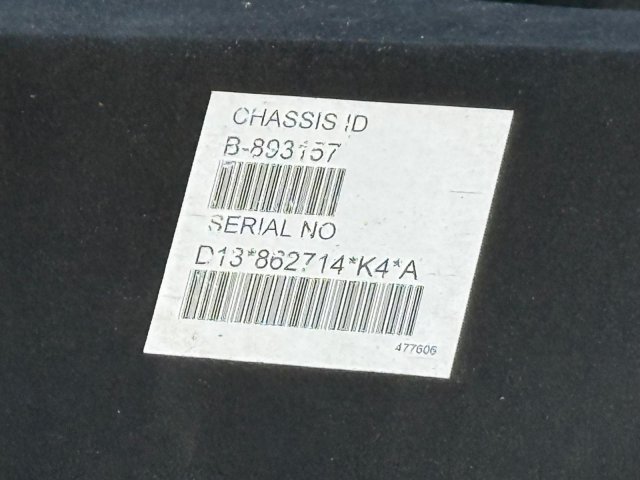 CHASSIS ID
B-893157
SERIAL NO
D13*862714*K4*A
477606